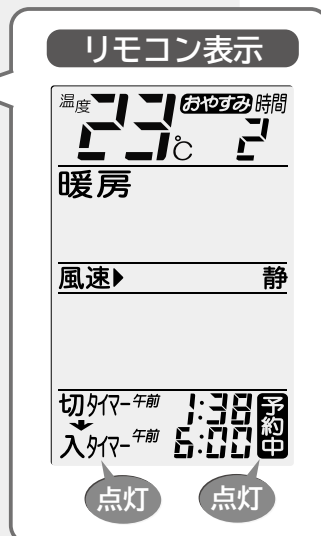 リモコン表示
温度 23℃ おやすみ 時間 2
暖房
風速▶ 静
切タイマー 午前 1:38 予約中
入タイマー 午前 6:00
点灯 点灯